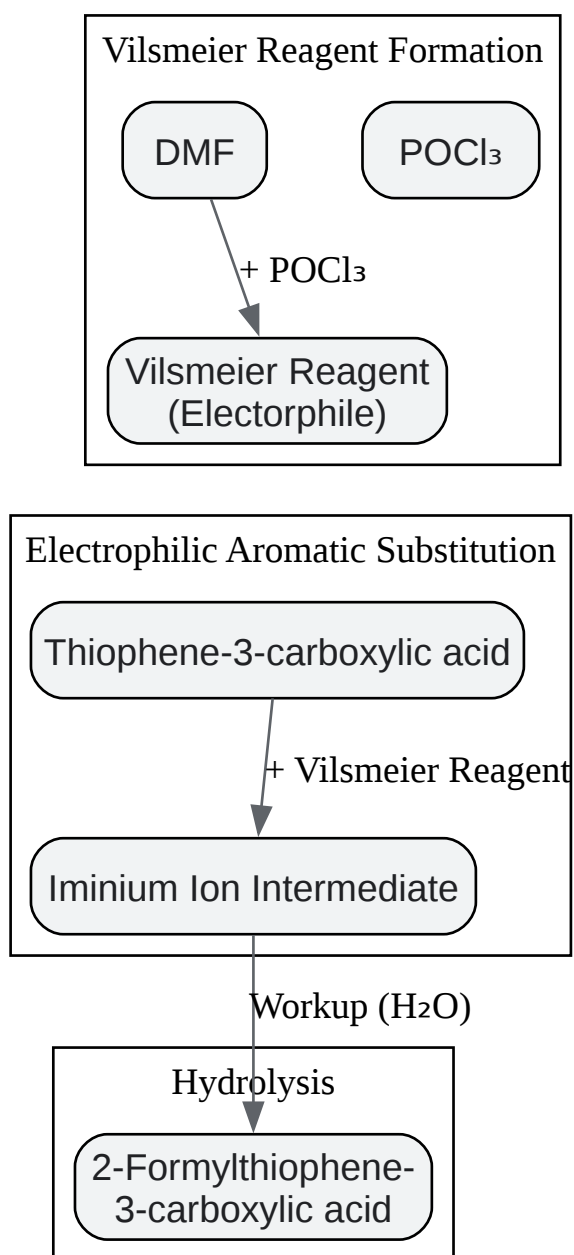 Vilsmeier Reagent Formation
DMF
POCl₃
+ POCl₃
Vilsmeier Reagent
(Electorphile)
Electrophilic Aromatic Substitution
Thiophene-3-carboxylic acid
+ Vilsmeier Reagent
Iminium Ion Intermediate
Workup (H₂O)
Hydrolysis
2-Formylthiophene-
3-carboxylic acid